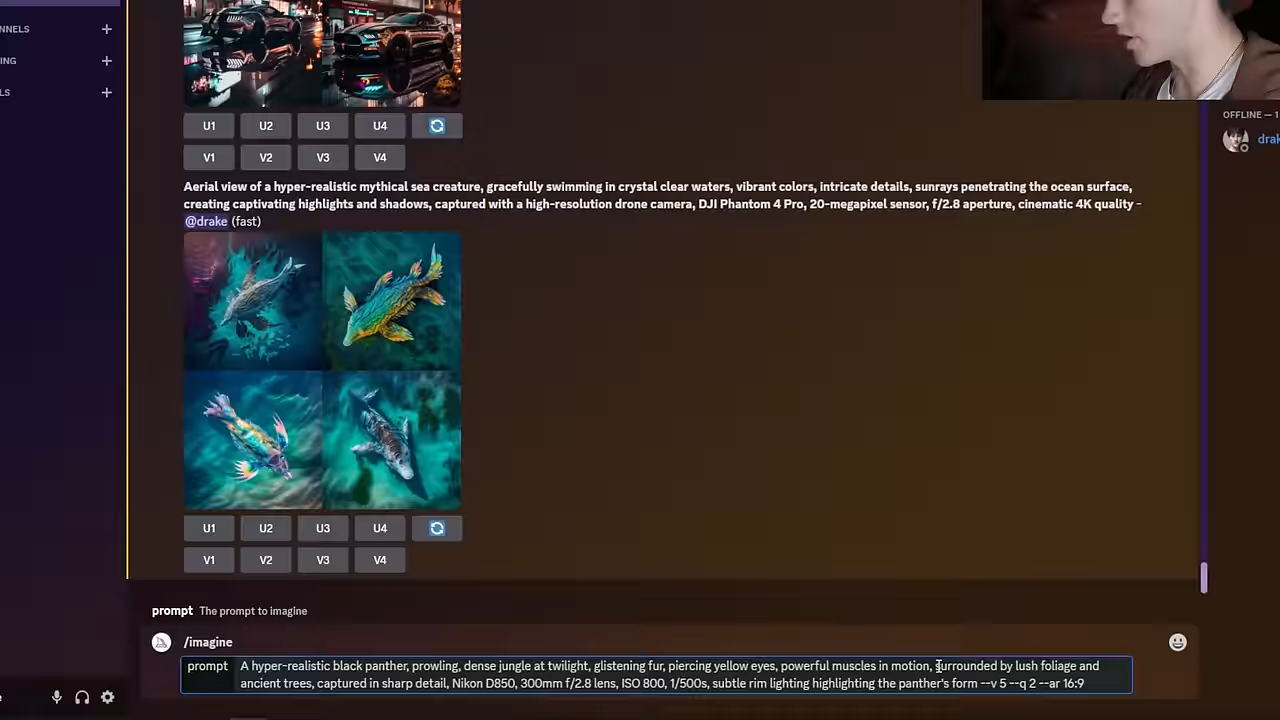 NNELS
NG
LS
U1 U2 U3 U4
V1 V2 V3 V4
OFFLINE — 1
drak
Aerial view of a hyper-realistic mythical sea creature, gracefully swimming in crystal clear waters, vibrant colors, intricate details, sunrays penetrating the ocean surface,
creating captivating highlights and shadows, captured with a high-resolution drone camera, DJI Phantom 4 Pro, 20-megapixel sensor, f/2.8 aperture, cinematic 4K quality -
@drake (fast)
U1 U2 U3 U4
V1 V2 V3 V4
prompt The prompt to imagine
/imagine
prompt A hyper-realistic black panther, prowling, dense jungle at twilight, glistening fur, piercing yellow eyes, powerful muscles in motion, surrounded by lush foliage and
ancient trees, captured in sharp detail, Nikon D850, 300mm f/2.8 lens, ISO 800, 1/500s, subtle rim lighting highlighting the panther's form --v 5 --q 2 --ar 16:9